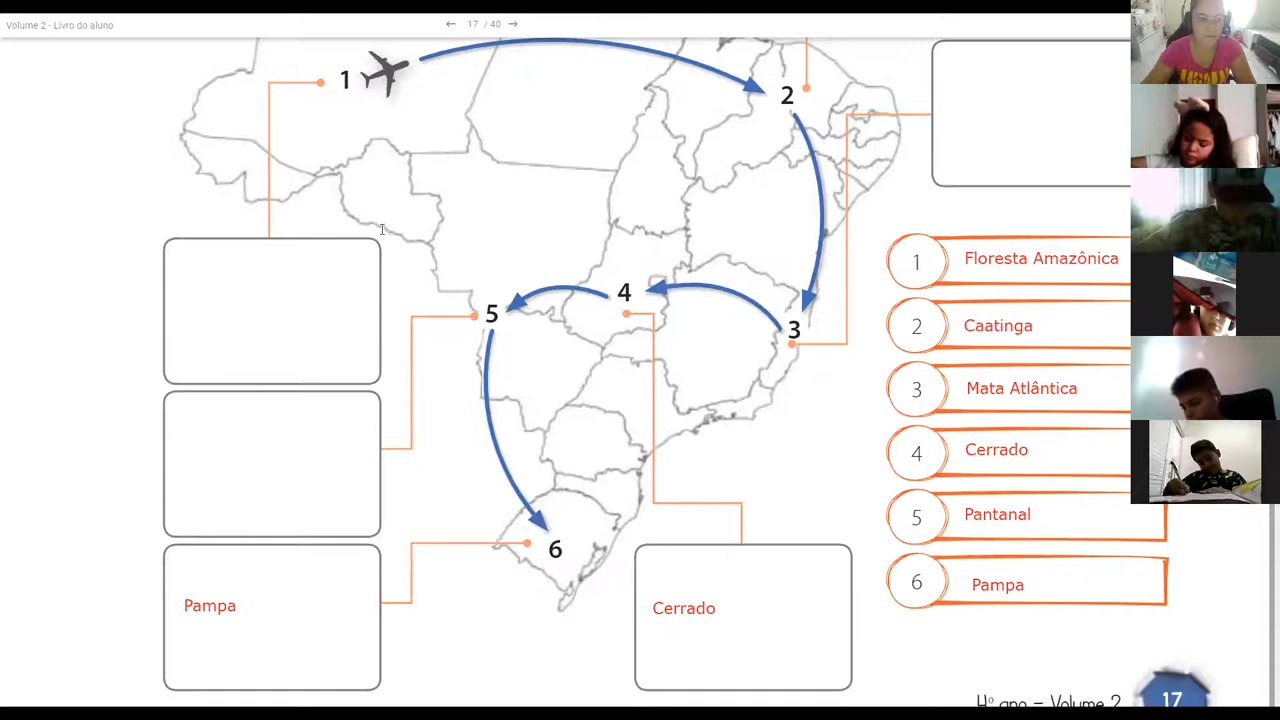 Volume 2 - Livro do aluno
17 / 40
1
2
3
4
5
6
Pampa
Cerrado
1 Floresta Amazônica
2 Caatinga
3 Mata Atlântica
4 Cerrado
5 Pantanal
6 Pampa
4º ano – Volume 2
17